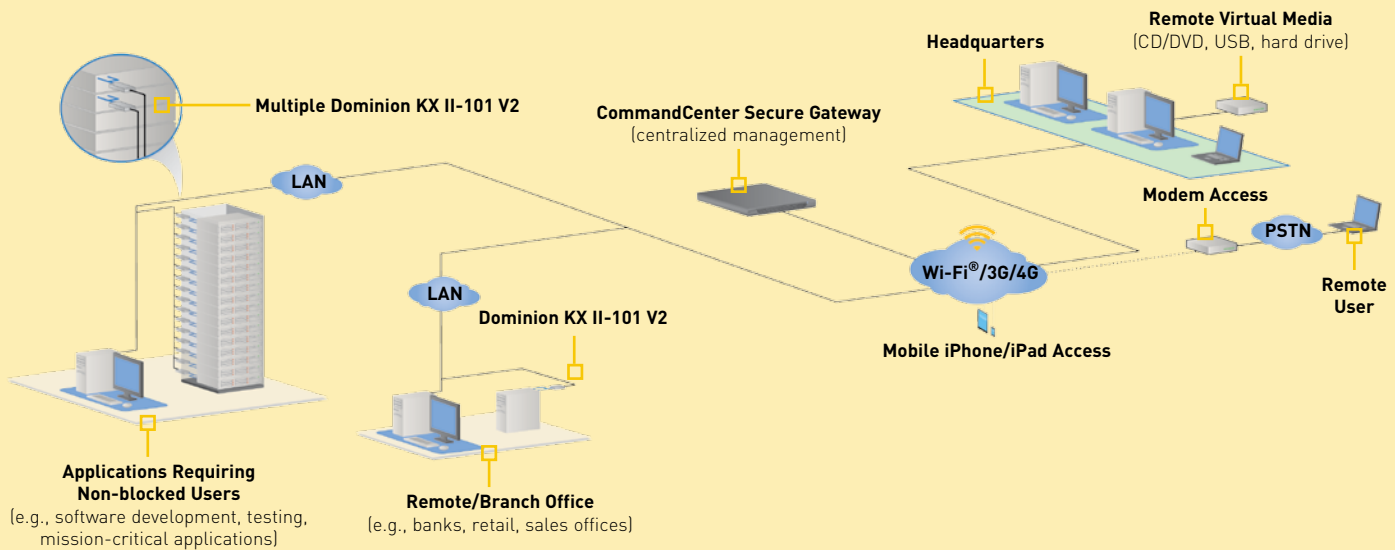 Remote Virtual Media
(CD/DVD, USB, hard drive)
Headquarters
Multiple Dominion KX II-101 V2
CommandCenter Secure Gateway
(centralized management)
LAN
Modem Access
PSTN
Wi-Fi®/3G/4G
Remote
User
LAN
Dominion KX II-101 V2
Mobile iPhone/iPad Access
Applications Requiring
Non-blocked Users
(e.g., software development, testing,
mission-critical applications)
Remote/Branch Office
(e.g., banks, retail, sales offices)